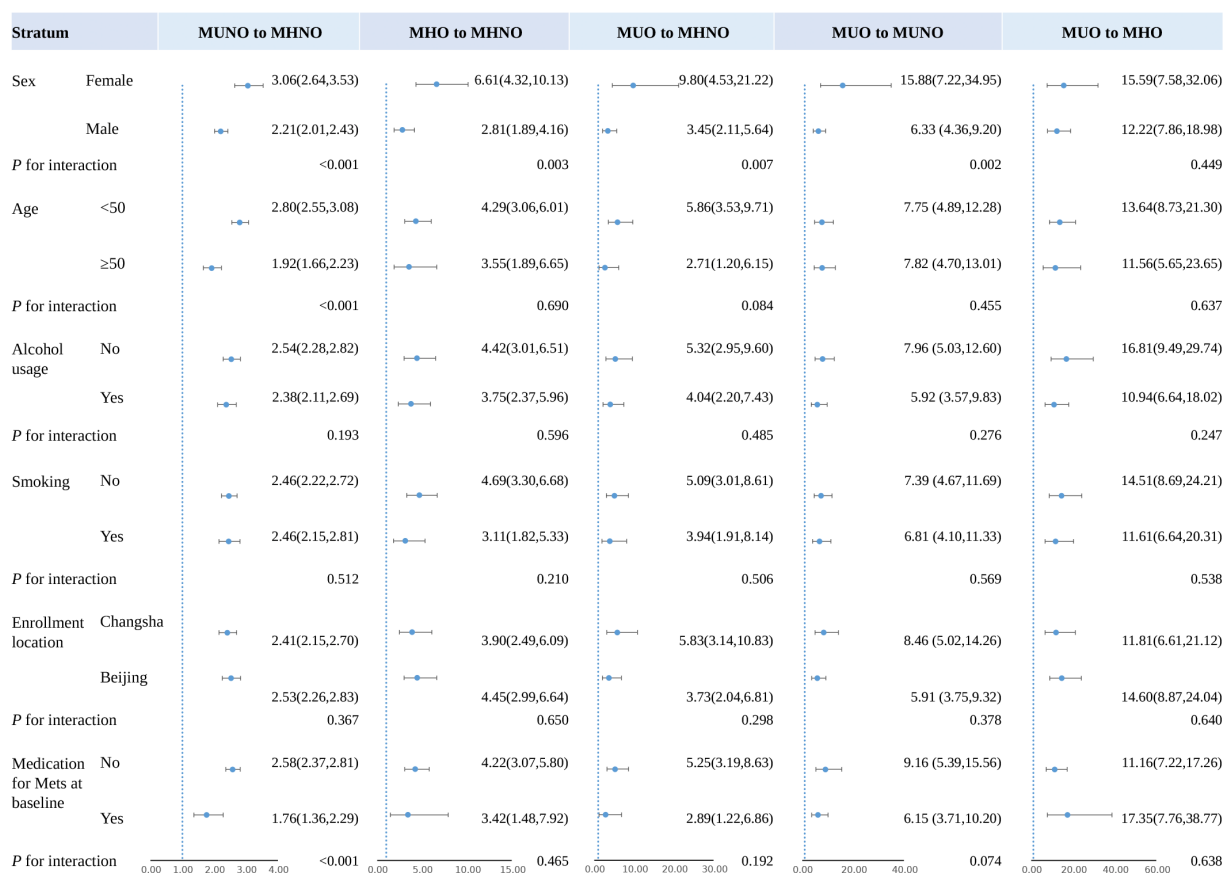 Stratum MUNO to MHNO MHO to MHNO MUO to MHNO MUO to MUNO MUO to MHO
Sex Female 3.06(2.64,3.53) 6.61(4.32,10.13) 9.80(4.53,21.22) 15.88(7.22,34.95) 15.59(7.58,32.06)
Male 2.21(2.01,2.43) 2.81(1.89,4.16) 3.45(2.11,5.64) 6.33 (4.36,9.20) 12.22(7.86,18.98)
P for interaction <0.001 0.003 0.007 0.002 0.449
Age <50 2.80(2.55,3.08) 4.29(3.06,6.01) 5.86(3.53,9.71) 7.75 (4.89,12.28) 13.64(8.73,21.30)
≥50 1.92(1.66,2.23) 3.55(1.89,6.65) 2.71(1.20,6.15) 7.82 (4.70,13.01) 11.56(5.65,23.65)
P for interaction <0.001 0.690 0.084 0.455 0.637
Alcohol No 2.54(2.28,2.82) 4.42(3.01,6.51) 5.32(2.95,9.60) 7.96 (5.03,12.60) 16.81(9.49,29.74)
usage
Yes 2.38(2.11,2.69) 3.75(2.37,5.96) 4.04(2.20,7.43) 5.92 (3.57,9.83) 10.94(6.64,18.02)
P for interaction 0.193 0.596 0.485 0.276 0.247
Smoking No 2.46(2.22,2.72) 4.69(3.30,6.68) 5.09(3.01,8.61) 7.39 (4.67,11.69) 14.51(8.69,24.21)
Yes 2.46(2.15,2.81) 3.11(1.82,5.33) 3.94(1.91,8.14) 6.81 (4.10,11.33) 11.61(6.64,20.31)
P for interaction 0.512 0.210 0.506 0.569 0.538
Enrollment Changsha
location 2.41(2.15,2.70) 3.90(2.49,6.09) 5.83(3.14,10.83) 8.46 (5.02,14.26) 11.81(6.61,21.12)
Beijing
2.53(2.26,2.83) 4.45(2.99,6.64) 3.73(2.04,6.81) 5.91 (3.75,9.32) 14.60(8.87,24.04)
P for interaction 0.367 0.650 0.298 0.378 0.640
Medication No 2.58(2.37,2.81) 4.22(3.07,5.80) 5.25(3.19,8.63) 9.16 (5.39,15.56) 11.16(7.22,17.26)
for Mets at
baseline
Yes 1.76(1.36,2.29) 3.42(1.48,7.92) 2.89(1.22,6.86) 6.15 (3.71,10.20) 17.35(7.76,38.77)
P for interaction <0.001 0.465 0.192 0.074 0.638
0.00 1.00 2.00 3.00 4.00 0.00 5.00 10.00 15.00 0.00 10.00 20.00 30.00 0.00 20.00 40.00 0.00 20.00 40.00 60.00